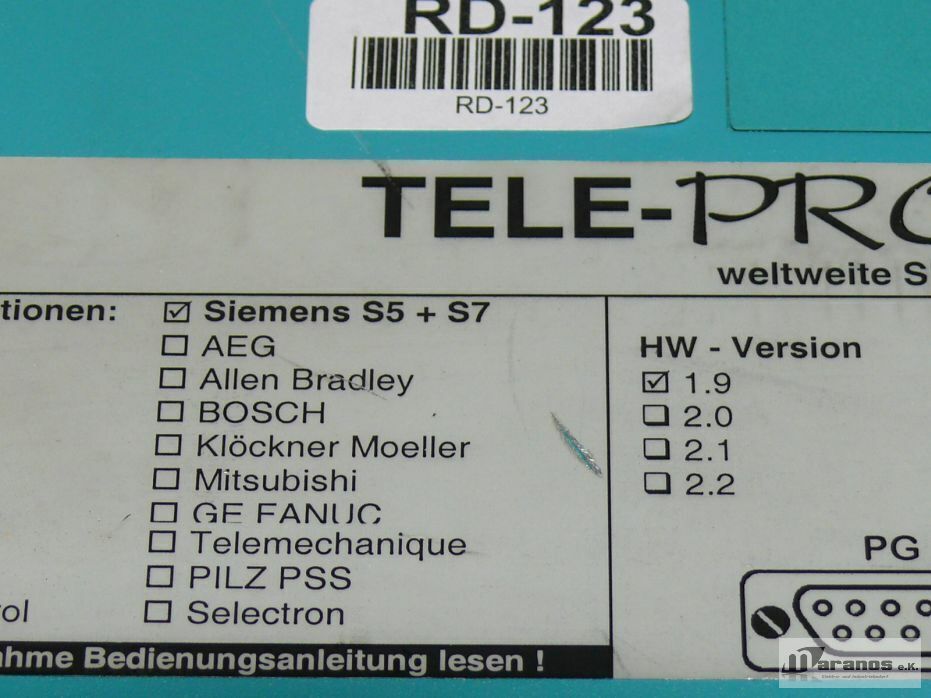 RD-123
RD-123
TELE-PRO
weltweite S
tionen:
☑ Siemens S5 + S7
☐ AEG
☐ Allen Bradley
☐ BOSCH
☐ Klöckner Moeller
☐ Mitsubishi
☐ GE FANUC
☐ Telemechanique
☐ PILZ PSS
☐ Selectron
rol
HW - Version
☑ 1.9
☐ 2.0
☐ 2.1
☐ 2.2
PG
ahme Bedienungsanleitung lesen !
maranos e.K.